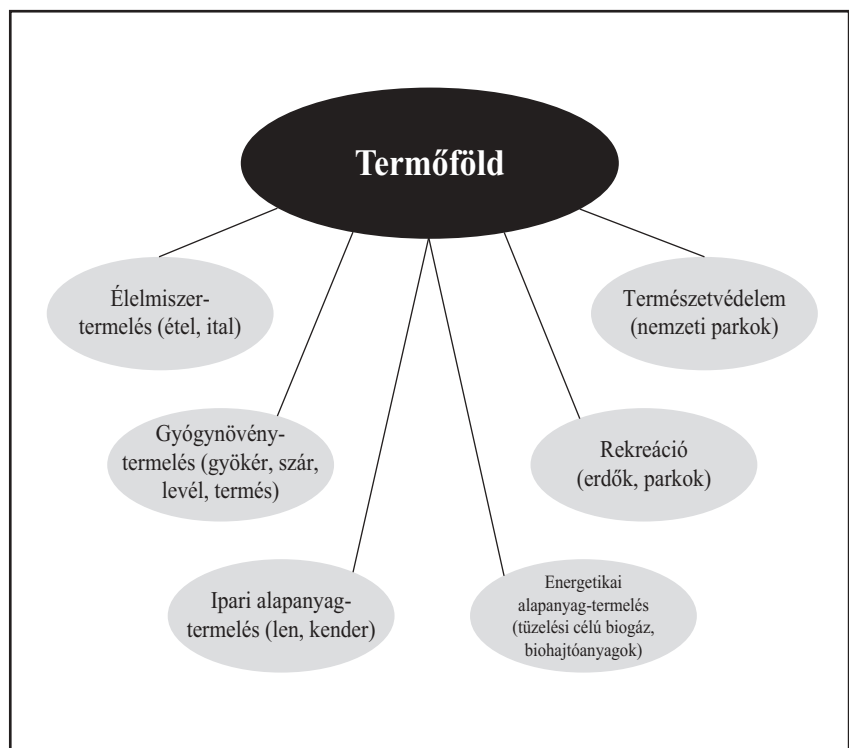 Termőföld
Élelmiszer-
termelés (étel, ital)
Természetvédelem
(nemzeti parkok)
Gyógynövény-
termelés (gyökér, szár,
levél, termés)
Rekreáció
(erdők, parkok)
Ipari alapanyag-
termelés (len, kender)
Energetikai
alapanyag-termelés
(tüzelési célú biogáz,
biohajtóanyagok)